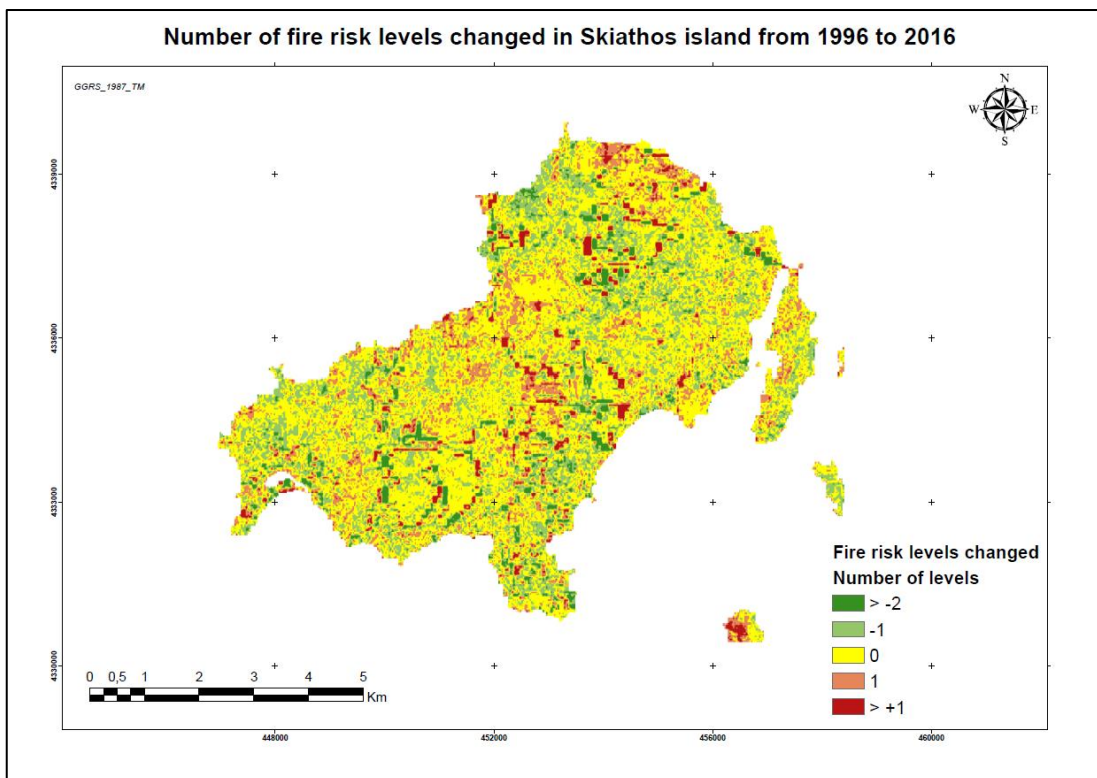 Number of fire risk levels changed in Skiathos island from 1996 to 2016
GGRS_1987_TM
N
W E
S
4339000
4336000
4333000
4330000
Fire risk levels changed
Number of levels
> -2
-1
0
1
> +1
0 0,5 1 2 3 4 5
Km
448000 452000 456000 460000